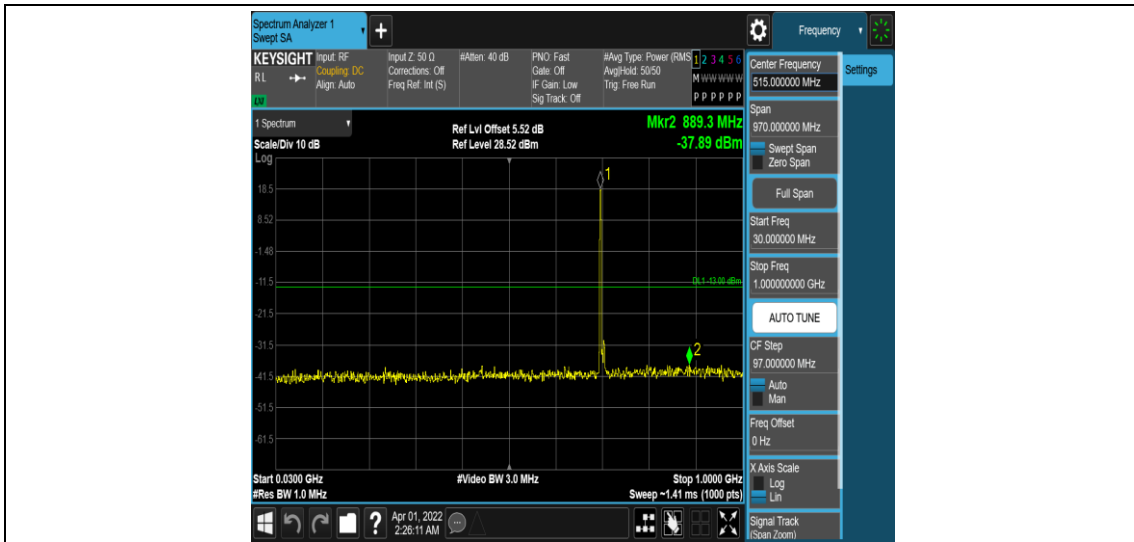 Spectrum Analyzer 1
Swept SA
+
Frequency
KEYSIGHT
RL
Input: RF
Coupling: DC
Align: Auto
Input Z: 50 Ω
Corrections: Off
Freq Ref: Int (S)
#Atten: 40 dB
PNO: Fast
Gate: Off
IF Gain: Low
Sig Track: Off
#Avg Type: Power (RMS
Avg|Hold: 50/50
Trig: Free Run
1 2 3 4 5 6
M W W W W W
P P P P P P
LXI
1 Spectrum
Scale/Div 10 dB
Ref Lvl Offset 5.52 dB
Ref Level 28.52 dBm
Mkr2 889.3 MHz
-37.89 dBm
Log
1
18.5
8.52
-1.48
-11.5
DL1 -13.00 dBm
-21.5
-31.5
2
-41.5
-51.5
-61.5
Start 0.0300 GHz
#Video BW 3.0 MHz
Stop 1.0000 GHz
#Res BW 1.0 MHz
Sweep ~1.41 ms (1000 pts)
?
Apr 01, 2022
2:26:11 AM
Center Frequency
515.000000 MHz
Settings
Span
970.000000 MHz
Swept Span
Zero Span
Full Span
Start Freq
30.000000 MHz
Stop Freq
1.000000000 GHz
AUTO TUNE
CF Step
97.000000 MHz
Auto
Man
Freq Offset
0 Hz
X Axis Scale
Log
Lin
Signal Track
(Span Zoom)